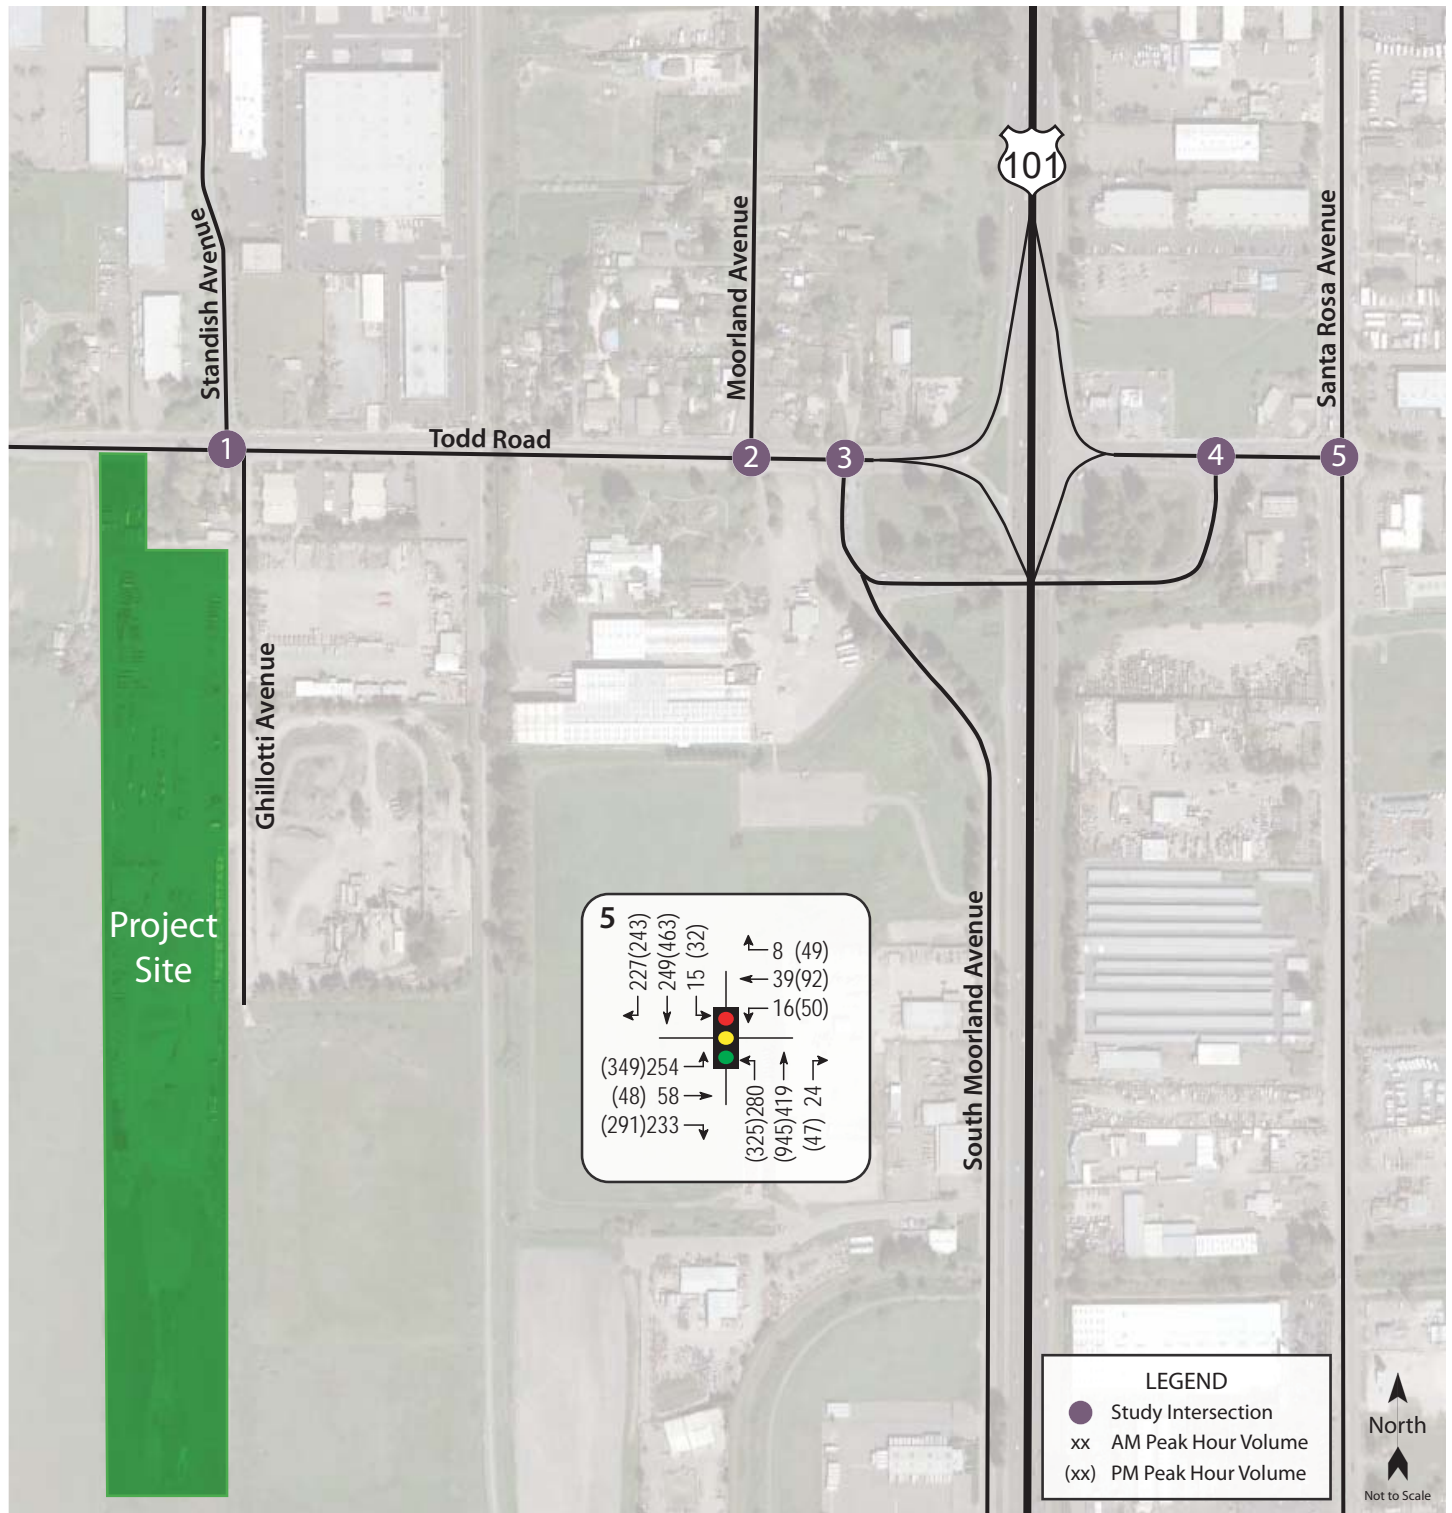 101
Standish Avenue
Moorland Avenue
Santa Rosa Avenue
Todd Road
1
2
3
4
5
Ghillotti Avenue
Project
Site
South Moorland Avenue
5
227(243)
249(463)
15 (32)
8 (49)
39(92)
16(50)
(349)254
(48) 58
(291)233
(325)280
(945)419
(47) 24
LEGEND
Study Intersection
xx AM Peak Hour Volume
(xx) PM Peak Hour Volume
North
Not to Scale